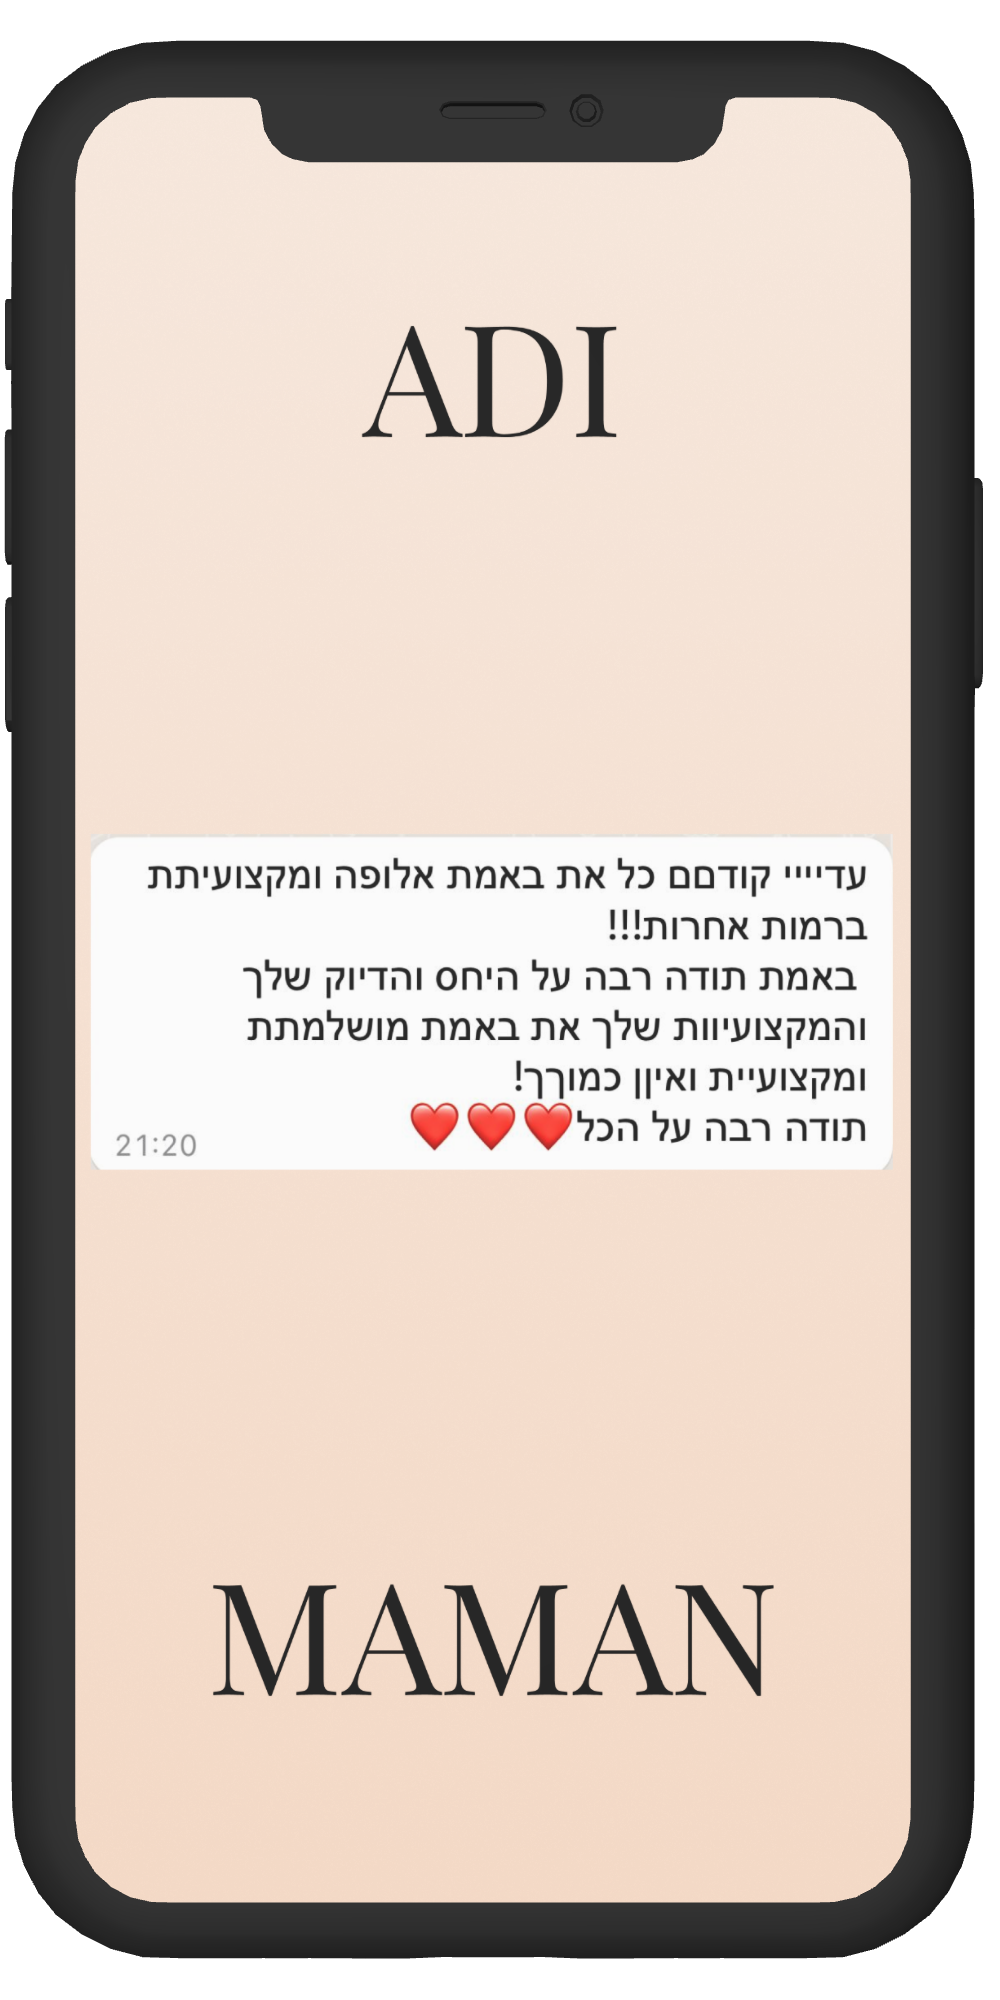 ADI
עדיייי קודםם כל את באמת אלופה ומקצועיתת
ברמות אחרות!!!
באמת תודה רבה על היחס והדיוק שלך
והמקצועיוות שלך את באמת מושלמתת
ומקצועיית ואיןן כמוךך!
תודה רבה על הכל❤️❤️❤️
21:20
MAMAN